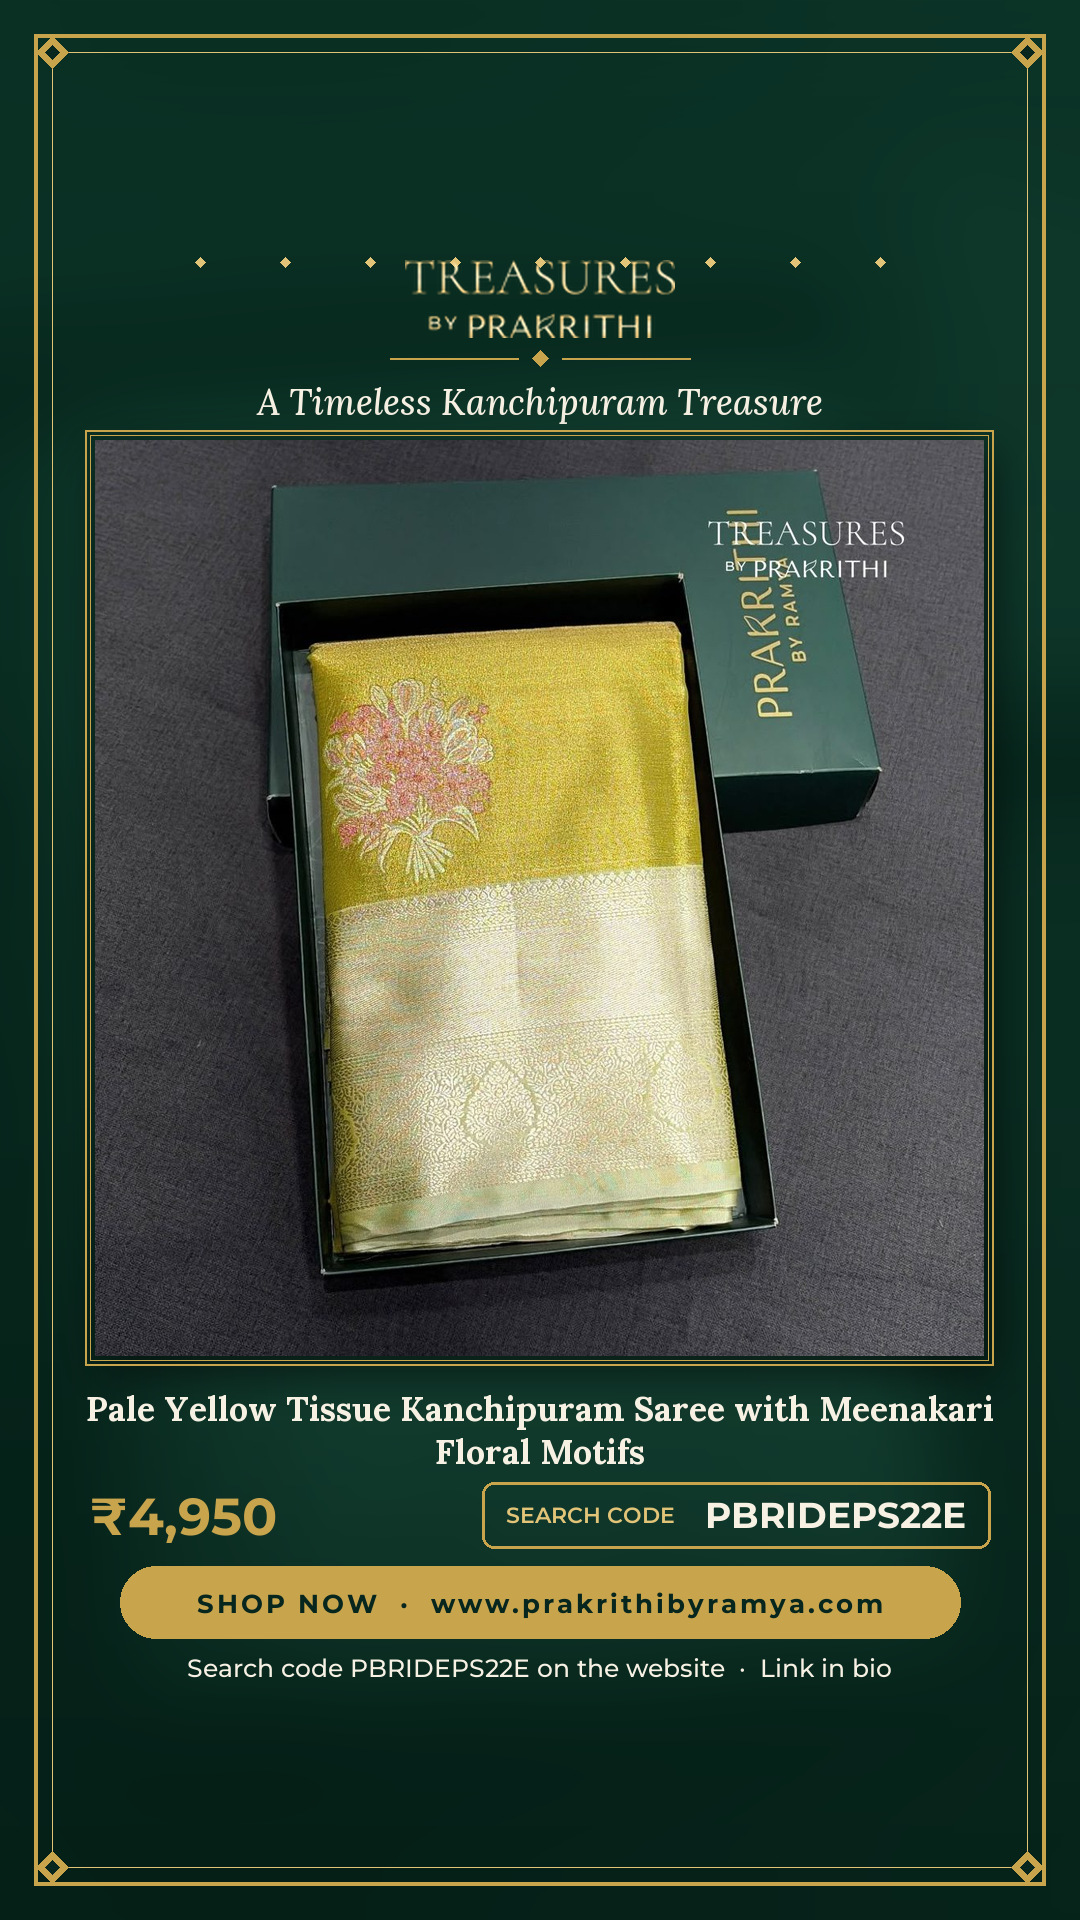 TREASURES
BY PRAKRITHI
A Timeless Kanchipuram Treasure
TREASURES
BY PRAKRITHI
PRAKRITHI
BY RAMYA
Pale Yellow Tissue Kanchipuram Saree with Meenakari
Floral Motifs
₹4,950
SEARCH CODE PBRIDEPS22E
SHOP NOW · www.prakrithibyramya.com
Search code PBRIDEPS22E on the website · Link in bio